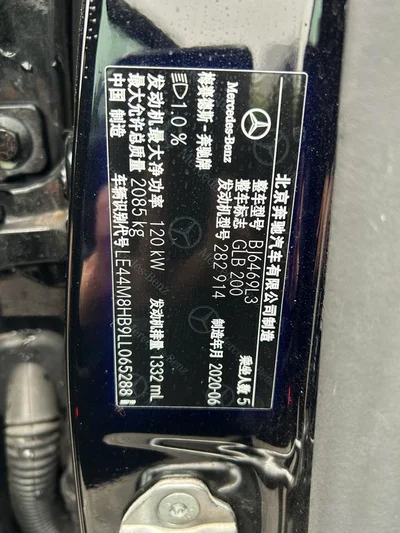 Mercedes-Benz
梅赛德斯-奔驰牌
1.0%
北京奔驰汽车有限公司制造
整车型号 BJ6469L3
乘坐人数 5
整车标志 GLB 200
发动机型号 282 914
制造年月 2020-06
发动机最大净功率 120 kW
发动机排量 1332 mL
最大允许总质量 2085 kg
中国 制造
车辆识别代号 LE44M8HB9LL065288